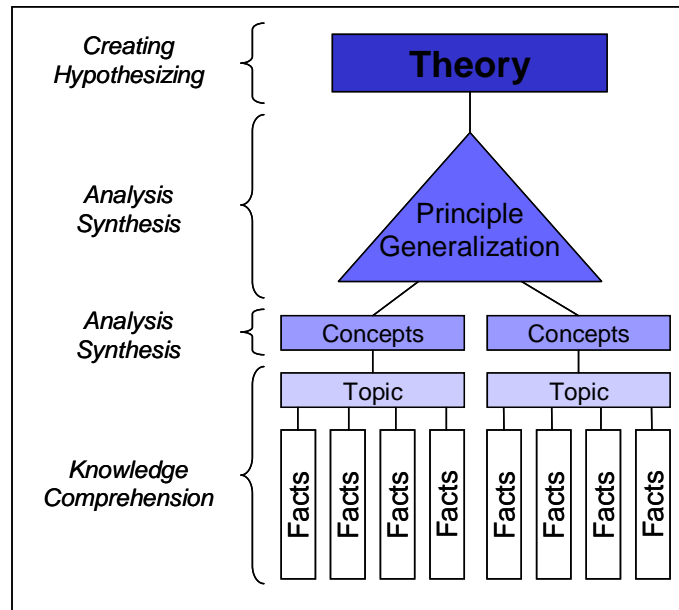 Creating
Hypothesizing
Theory
Analysis
Synthesis
Principle
Generalization
Analysis
Synthesis
Concepts
Concepts
Topic
Topic
Knowledge
Comprehension
Facts
Facts
Facts
Facts
Facts
Facts
Facts
Facts